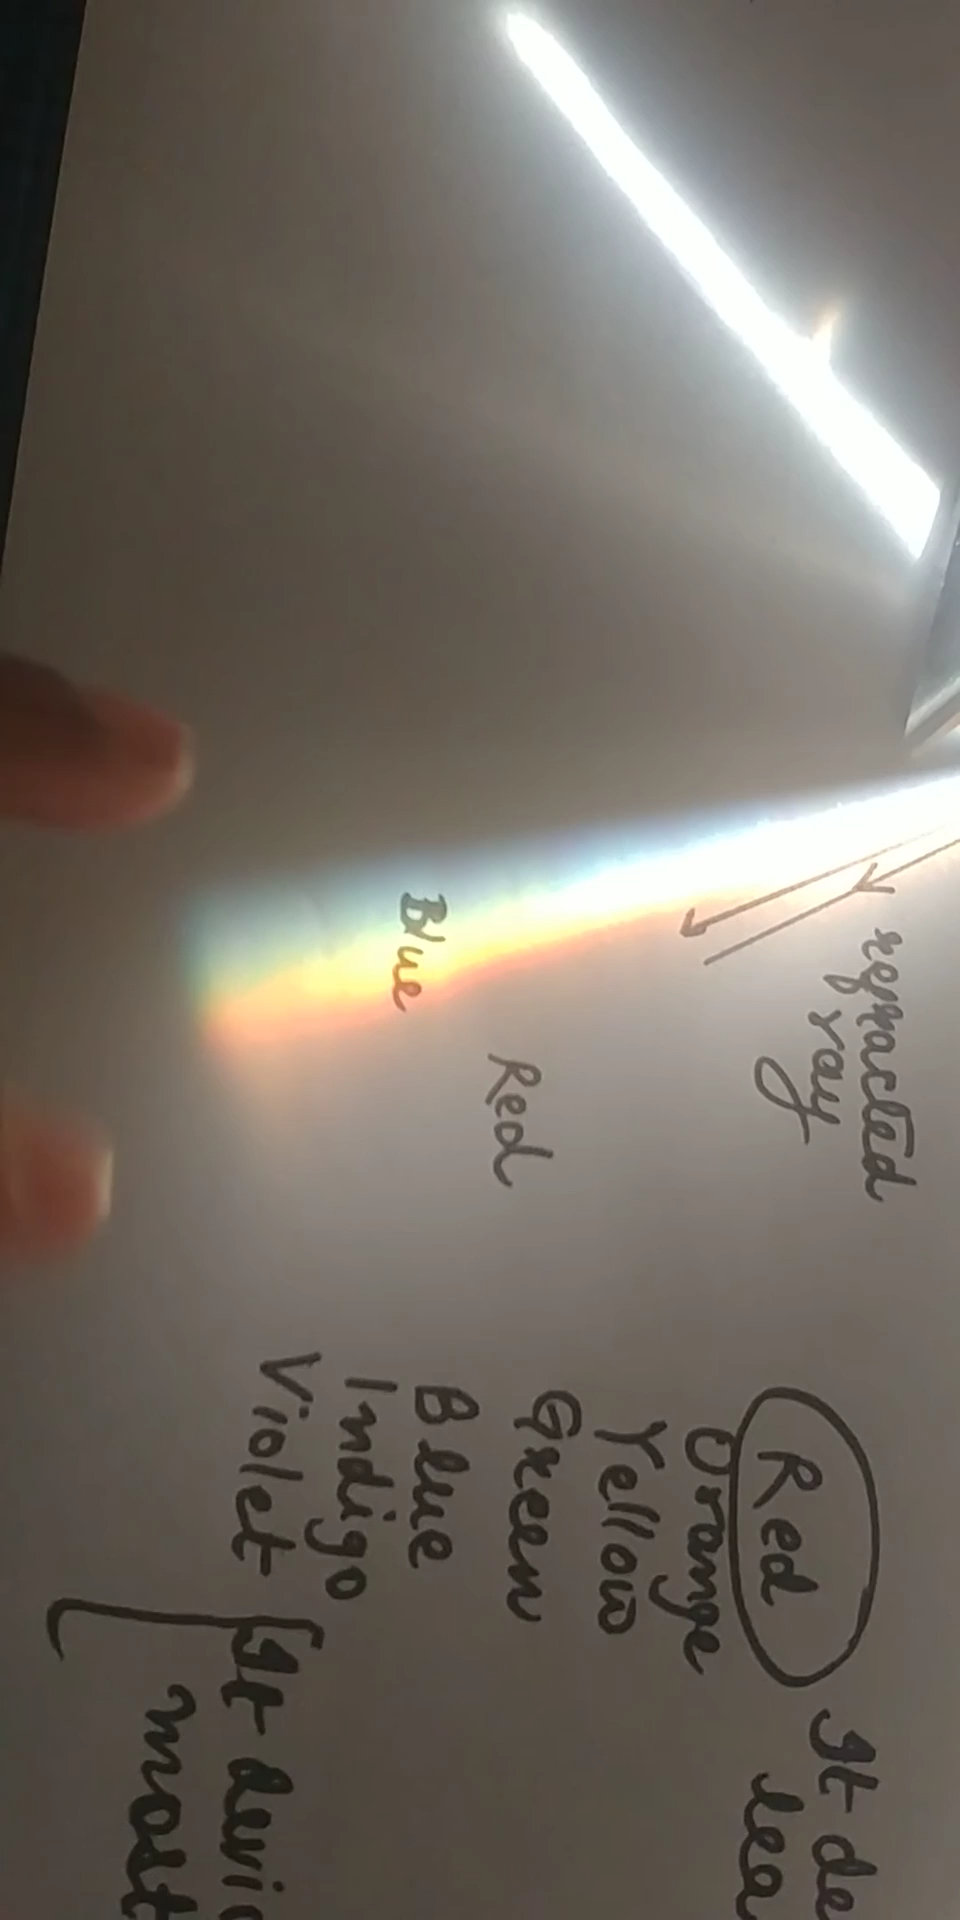 refracted
ray
Red
Blue
Red It de
Orange lea
Yellow
Green
Blue
Indigo
Violet [It devi
most